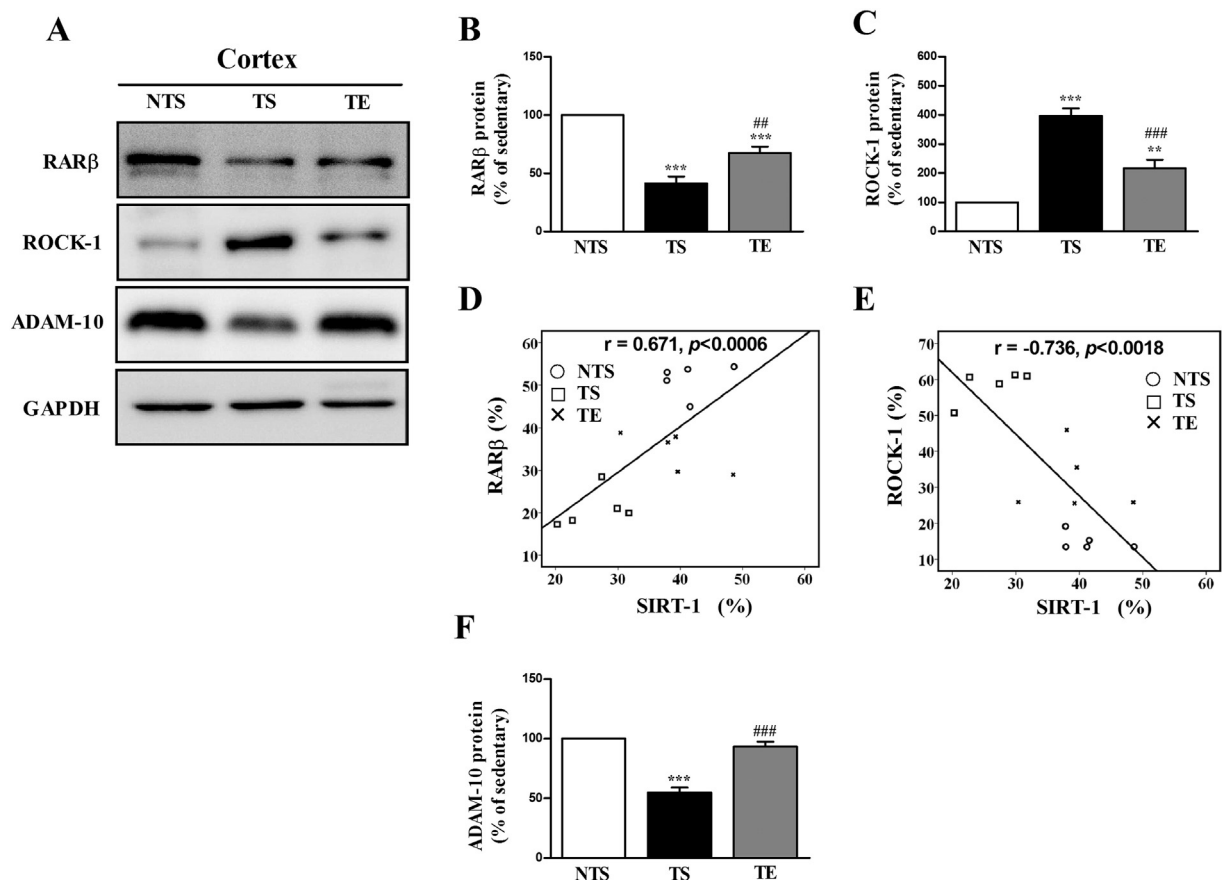 A
Cortex
NTS TS TE
RARβ
ROCK-1
ADAM-10
GAPDH
B
RARβ protein
(% of sedentary)
150
100
50
0
***
##
***
NTS TS TE
C
ROCK-1 protein
(% of sedentary)
600
500
400
300
200
100
0
***
###
**
NTS TS TE
D
r = 0.671, p<0.0006
NTS
TS
TE
RARβ (%)
60
50
40
30
20
10
20 30 40 50 60
SIRT-1 (%)
E
r = -0.736, p<0.0018
NTS
TS
TE
ROCK-1 (%)
70
60
50
40
30
20
10
20 30 40 50 60
SIRT-1 (%)
F
ADAM-10 protein
(% of sedentary)
150
100
50
0
***
###
NTS TS TE